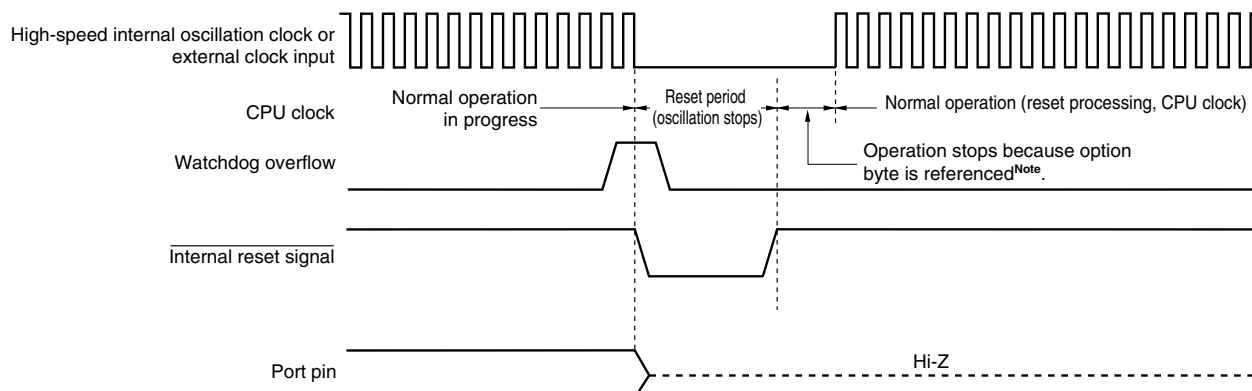 High-speed internal oscillation clock or
external clock input
CPU clock
Normal operation
in progress
Reset period
(oscillation stops)
Normal operation (reset processing, CPU clock)
Operation stops because option
byte is referencedNote.
Watchdog overflow
Internal reset signal
Port pin
Hi-Z